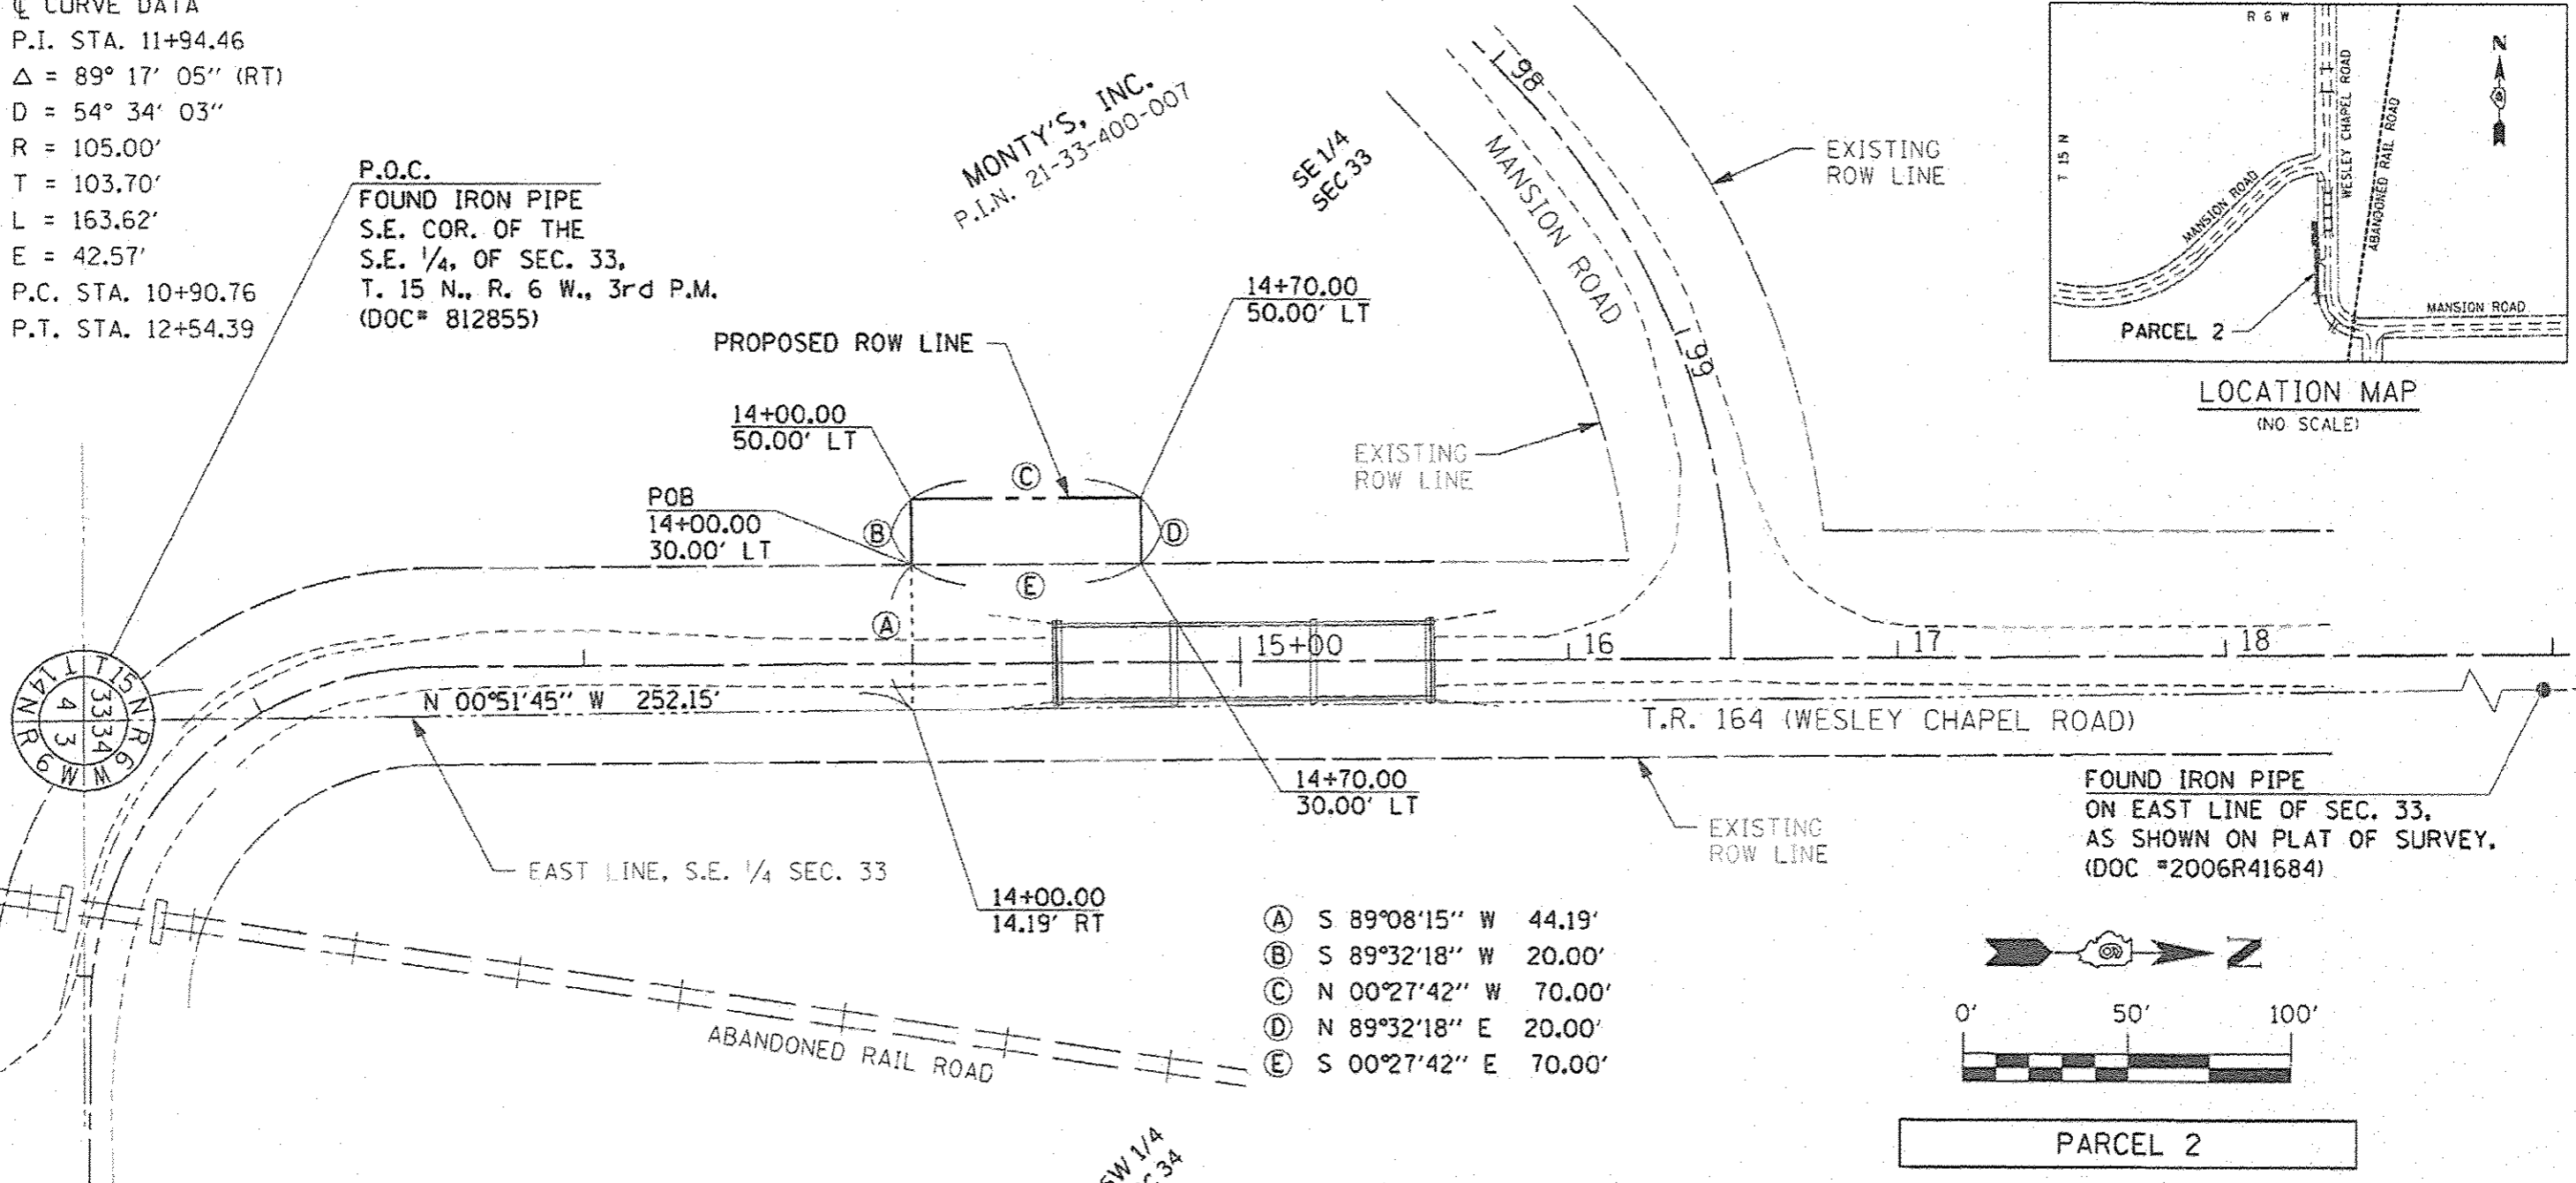 ℄ CURVE DATA
P.I. STA. 11+94.46
Δ = 89° 17' 05'' (RT)
D = 54° 34' 03''
R = 105.00'
T = 103.70'
L = 163.62'
E = 42.57'
P.C. STA. 10+90.76
P.T. STA. 12+54.39
P.O.C.
FOUND IRON PIPE
S.E. COR. OF THE
S.E. 1/4, OF SEC. 33,
T. 15 N., R. 6 W., 3rd P.M.
(DOC# 812855)
MONTY'S, INC.
P.I.N. 21-33-400-007
SE 1/4
SEC 33
198
199
MANSION ROAD
EXISTING
ROW LINE
R 6 W
T 15 N
N
WESLEY CHAPEL ROAD
ABANDONED RAIL ROAD
MANSION ROAD
MANSION ROAD
PARCEL 2
LOCATION MAP
(NO SCALE)
PROPOSED ROW LINE
14+70.00
50.00' LT
14+00.00
50.00' LT
EXISTING
ROW LINE
POB
14+00.00
30.00' LT
A
B
C
D
E
15+00
16
17
18
T15N
T14N
R 6 W
R 6 W
33
34
4
3
N 00°51'45'' W 252.15'
T.R. 164 (WESLEY CHAPEL ROAD)
14+70.00
30.00' LT
EXISTING
ROW LINE
FOUND IRON PIPE
ON EAST LINE OF SEC. 33,
AS SHOWN ON PLAT OF SURVEY.
(DOC #2006R41684)
EAST LINE, S.E. 1/4 SEC. 33
14+00.00
14.19' RT
A S 89°08'15'' W 44.19'
B S 89°32'18'' W 20.00'
C N 00°27'42'' W 70.00'
D N 89°32'18'' E 20.00'
E S 00°27'42'' E 70.00'
ABANDONED RAIL ROAD
N
0' 50' 100'
PARCEL 2
SW 1/4
34